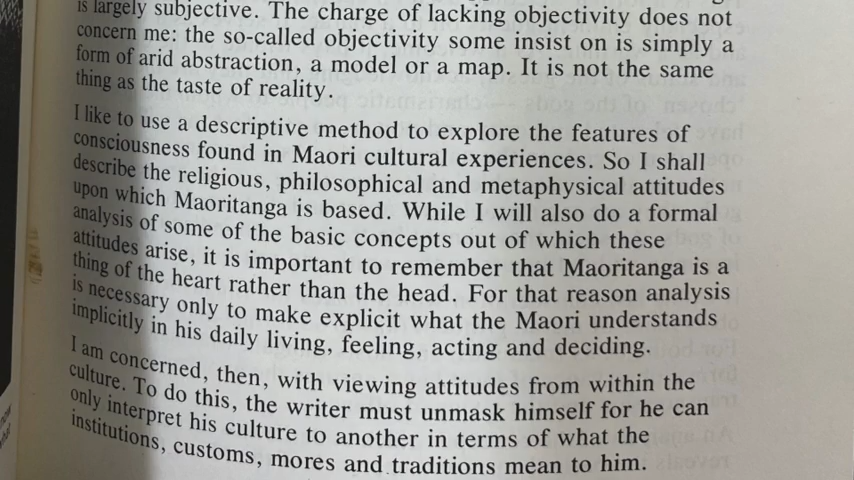 is largely subjective. The charge of lacking objectivity does not
concern me: the so-called objectivity some insist on is simply a
form of arid abstraction, a model or a map. It is not the same
thing as the taste of reality.
I like to use a descriptive method to explore the features of
consciousness found in Maori cultural experiences. So I shall
describe the religious, philosophical and metaphysical attitudes
upon which Maoritanga is based. While I will also do a formal
analysis of some of the basic concepts out of which these
attitudes arise, it is important to remember that Maoritanga is a
thing of the heart rather than the head. For that reason analysis
is necessary only to make explicit what the Maori understands
implicitly in his daily living, feeling, acting and deciding.
I am concerned, then, with viewing attitudes from within the
culture. To do this, the writer must unmask himself for he can
only interpret his culture to another in terms of what the
institutions, customs, mores and traditions mean to him.